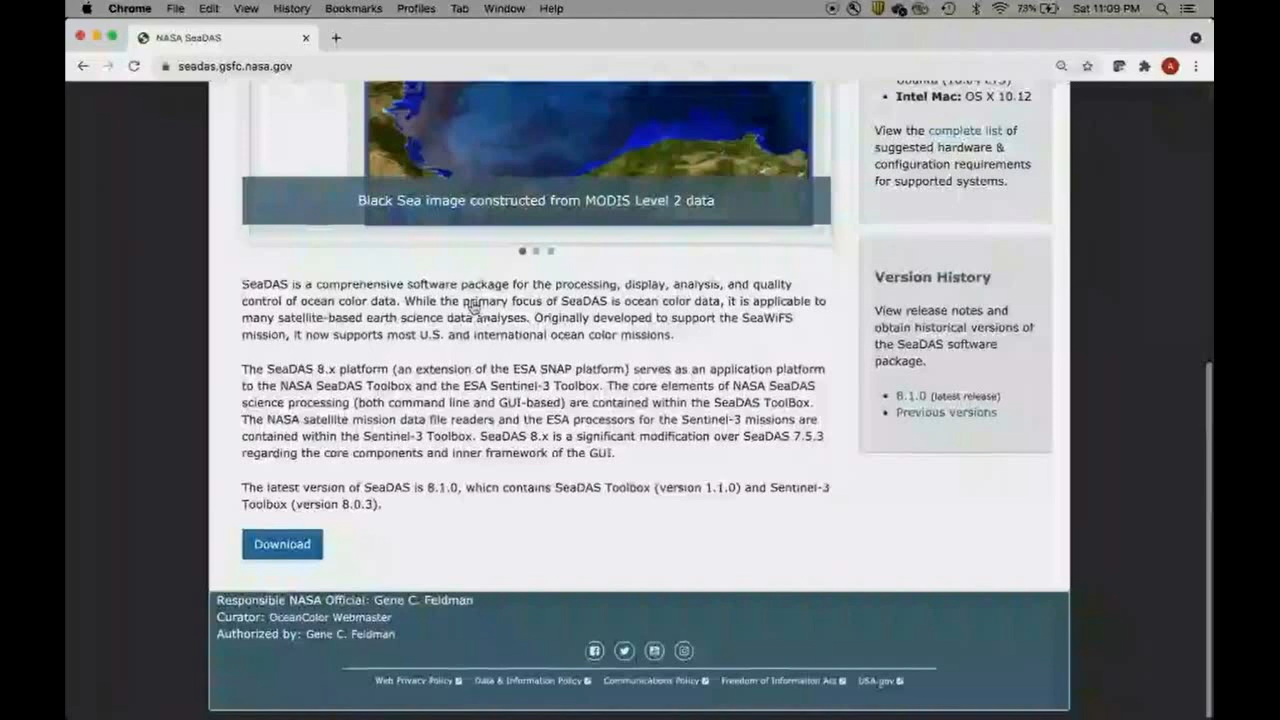 Chrome File Edit View History Bookmarks Profiles Tab Window Help 73% Sat 11:09 PM
NASA SeaDAS
seadas.gsfc.nasa.gov
• Intel Mac: OS X 10.12
View the complete list of
suggested hardware &
configuration requirements
for supported systems.
Black Sea image constructed from MODIS Level 2 data
SeaDAS is a comprehensive software package for the processing, display, analysis, and quality
control of ocean color data. While the primary focus of SeaDAS is ocean color data, it is applicable to
many satellite-based earth science data analyses. Originally developed to support the SeaWiFS
mission, it now supports most U.S. and international ocean color missions.
The SeaDAS 8.x platform (an extension of the ESA SNAP platform) serves as an application platform
to the NASA SeaDAS Toolbox and the ESA Sentinel-3 Toolbox. The core elements of NASA SeaDAS
science processing (both command line and GUI-based) are contained within the SeaDAS ToolBox.
The NASA satellite mission data file readers and the ESA processors for the Sentinel-3 missions are
contained within the Sentinel-3 Toolbox. SeaDAS 8.x is a significant modification over SeaDAS 7.5.3
regarding the core components and inner framework of the GUI.
The latest version of SeaDAS is 8.1.0, which contains SeaDAS Toolbox (version 1.1.0) and Sentinel-3
Toolbox (version 8.0.3).
Download
Version History
View release notes and
obtain historical versions of
the SeaDAS software
package.
• 8.1.0 (latest release)
• Previous versions
Responsible NASA Official: Gene C. Feldman
Curator: OceanColor Webmaster
Authorized by: Gene C. Feldman
Web Privacy Policy Data & Information Policy Communications Policy Freedom of Information Act USA.gov